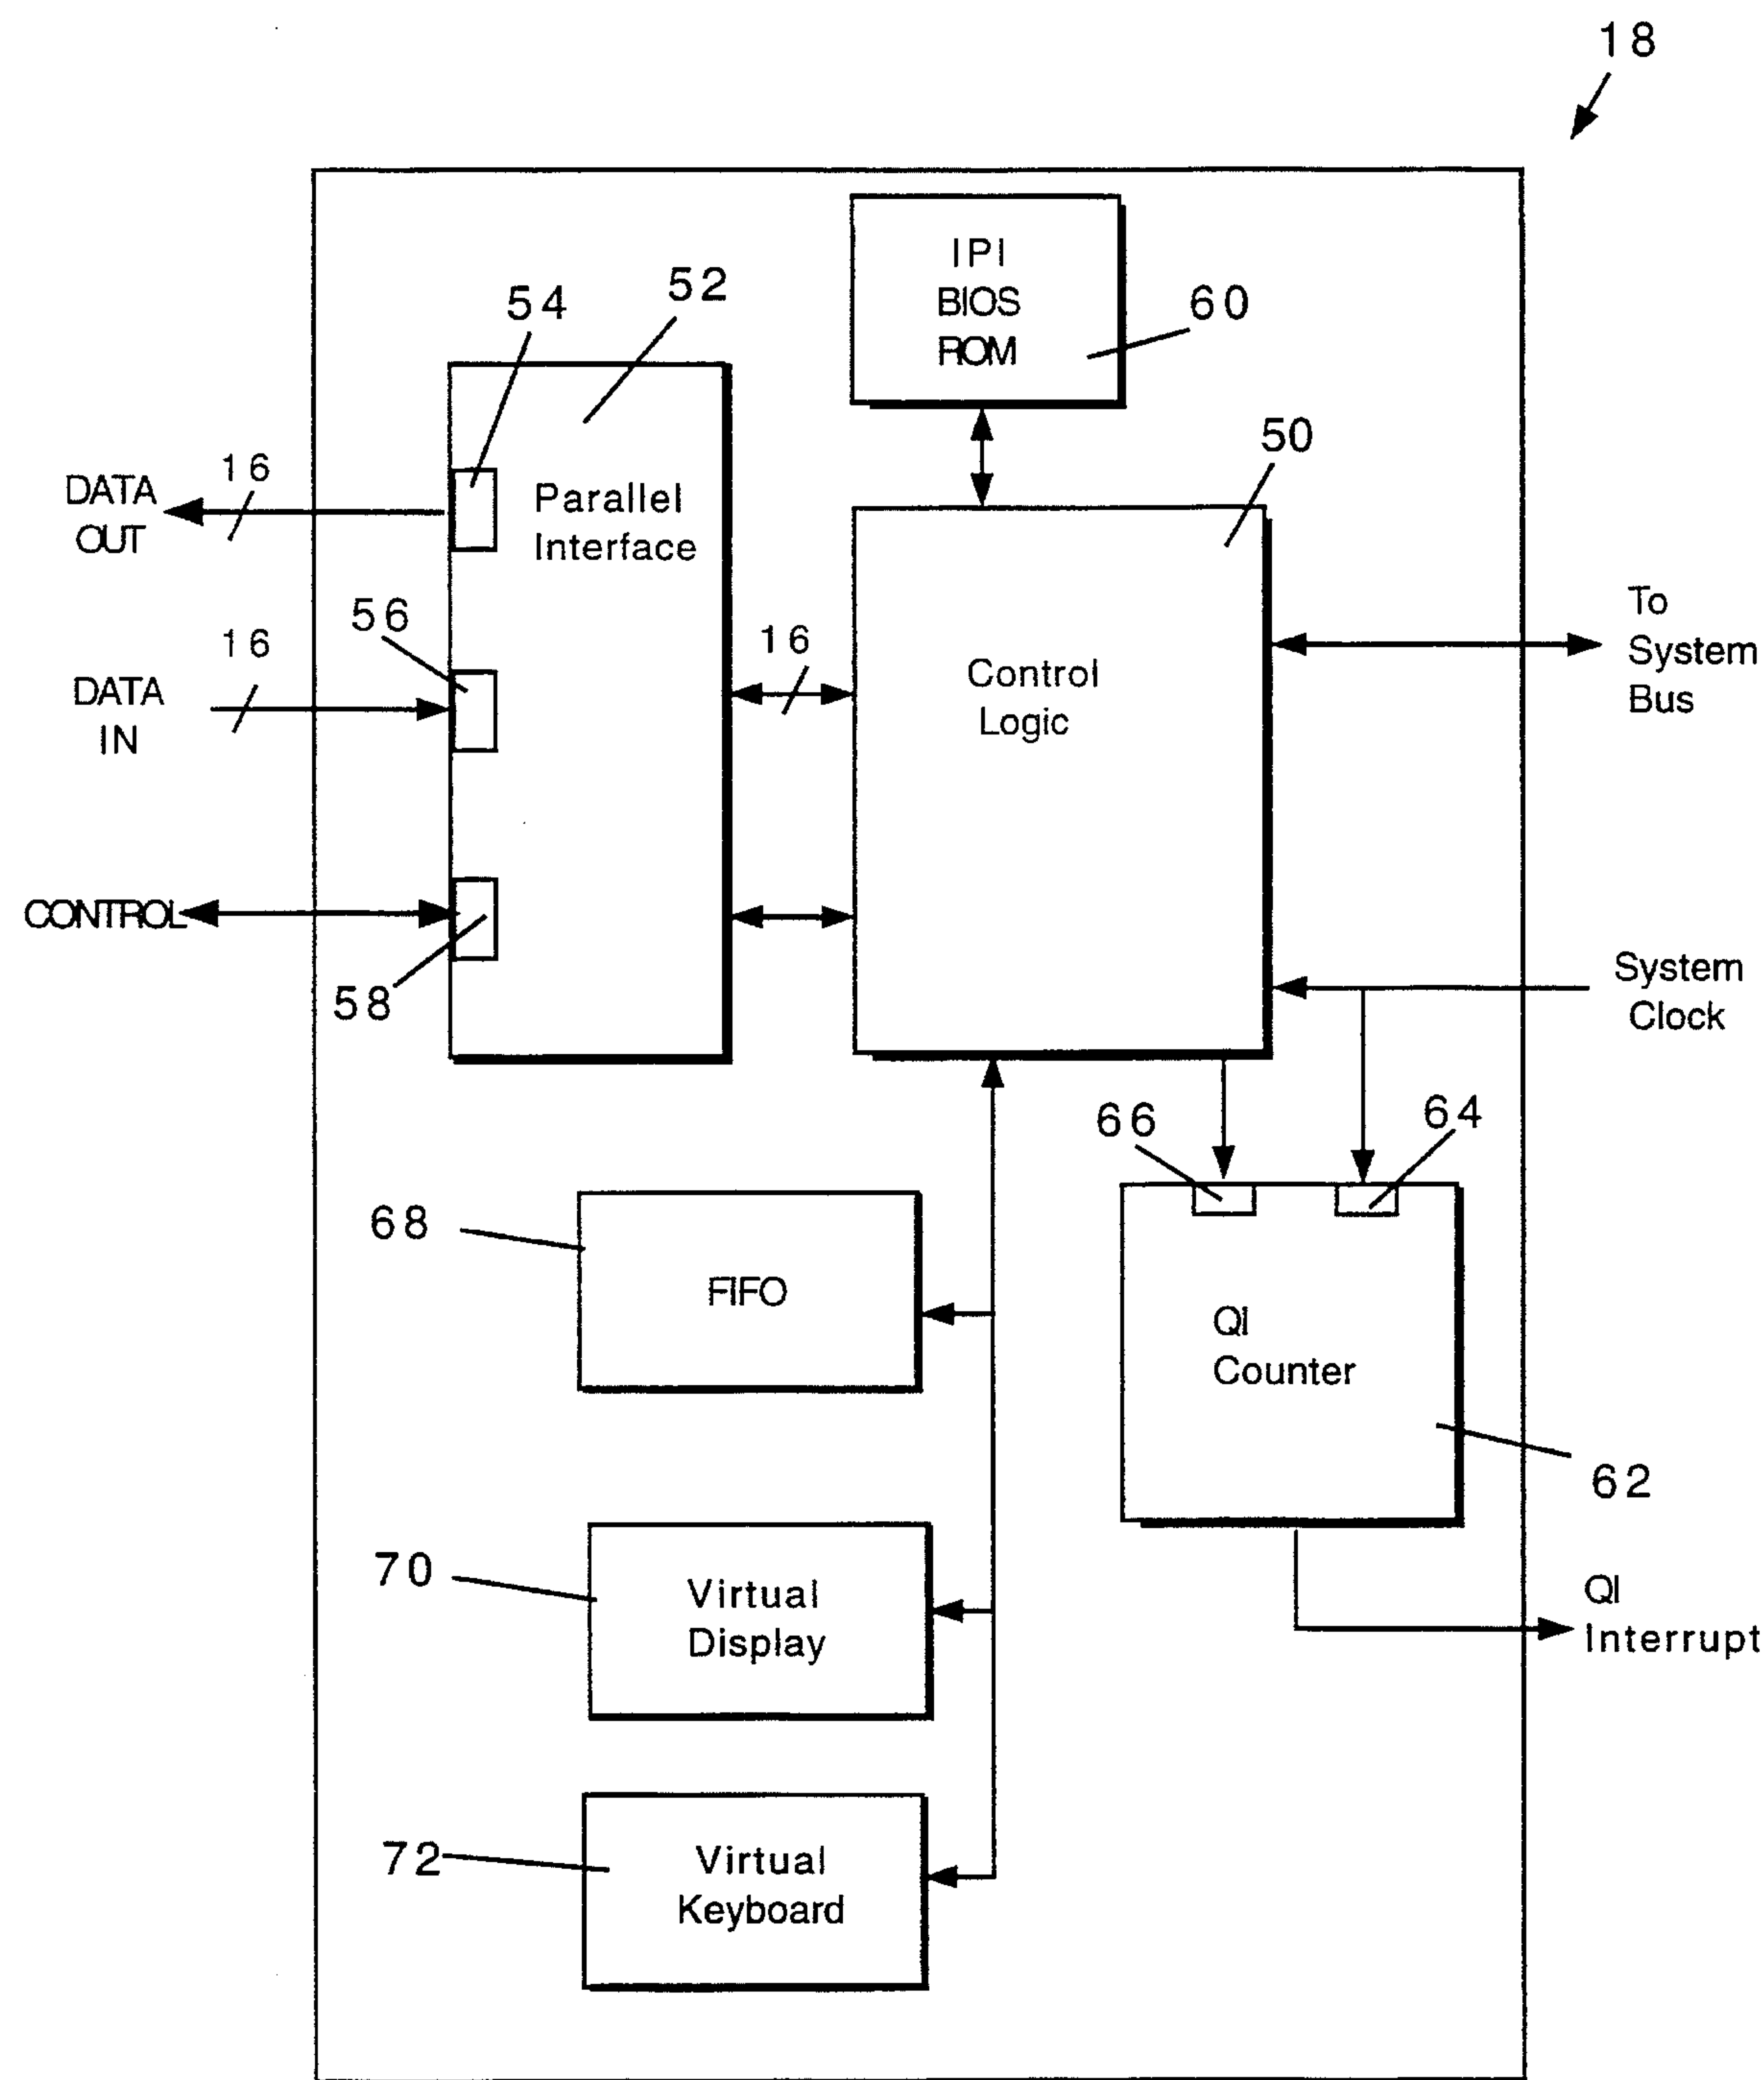 18
IPI
BIOS
ROM
60
54
52
50
DATA
OUT
16
Parallel
Interface
56
DATA
IN
16
16
Control
Logic
To
System
Bus
CONTROL
58
System
Clock
66
64
68
FIFO
QI
Counter
62
70
Virtual
Display
QI
Interrupt
72
Virtual
Keyboard